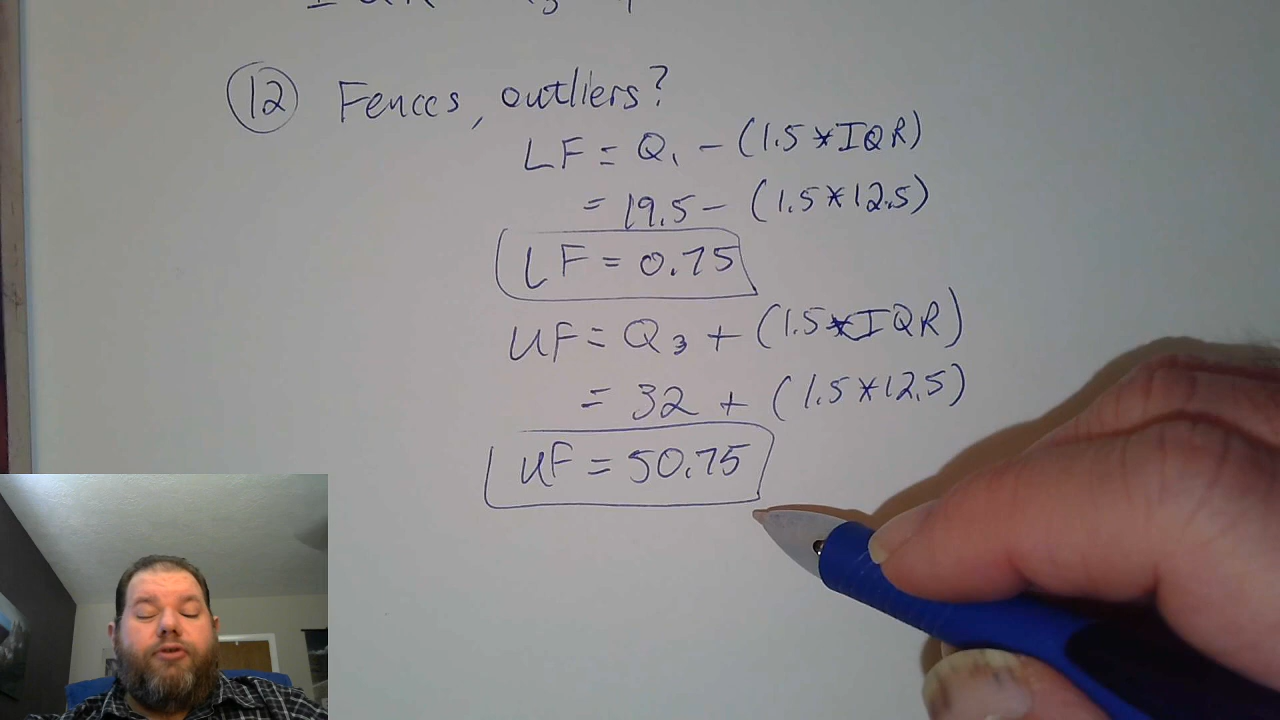 IQR
12 Fences, outliers?
LF = Q1 - (1.5*IQR)
= 19.5 - (1.5*12.5)
LF = 0.75
UF = Q3 + (1.5*IQR)
= 32 + (1.5*12.5)
UF = 50.75